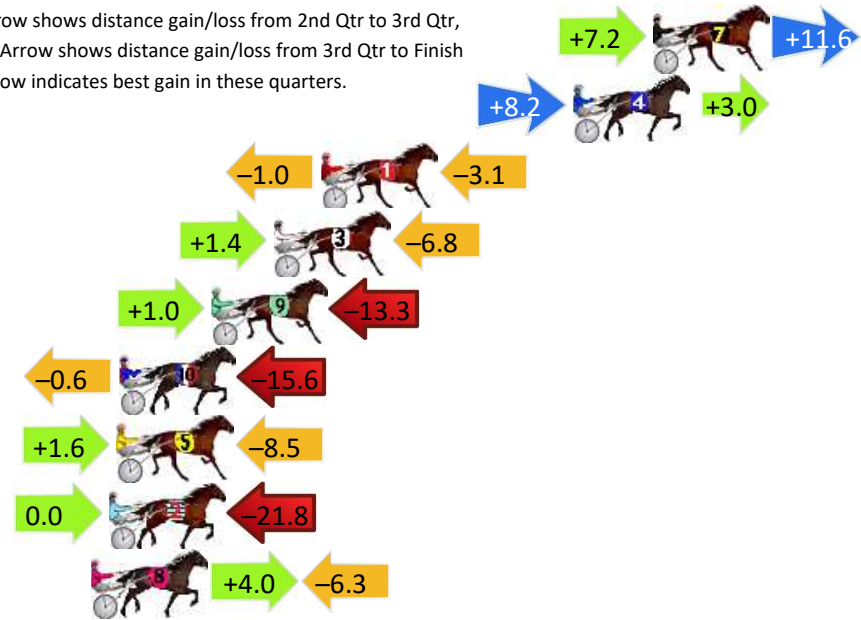 row shows distance gain/loss from 2nd Qtr to 3rd Qtr,
Arrow shows distance gain/loss from 3rd Qtr to Finish
ow indicates best gain in these quarters.
+7.2 7 +11.6
+8.2 4 +3.0
–1.0 1 –3.1
+1.4 3 –6.8
+1.0 9 –13.3
–0.6 10 –15.6
+1.6 5 –8.5
0.0 2 –21.8
8 +4.0 –6.3